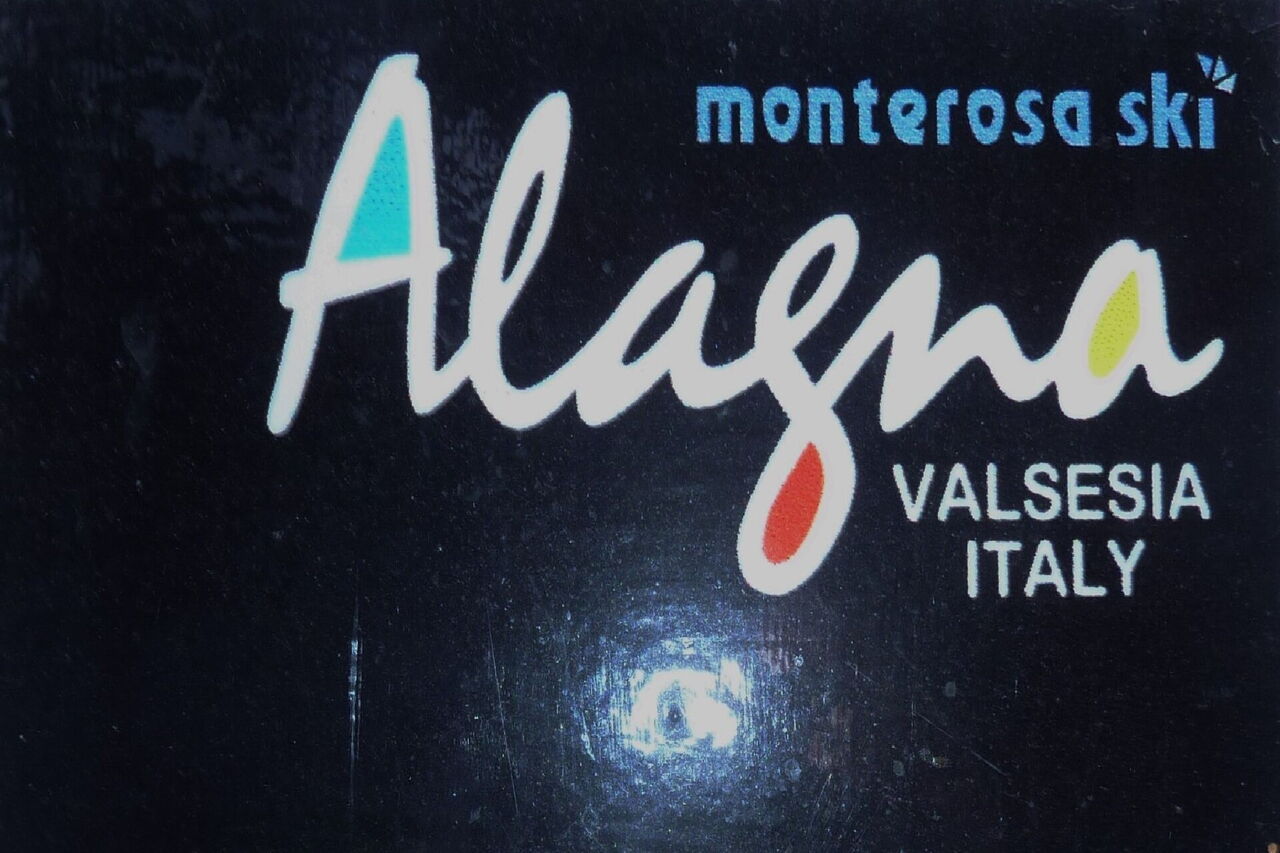 monterosa ski
Alagna
VALSESIA
ITALY